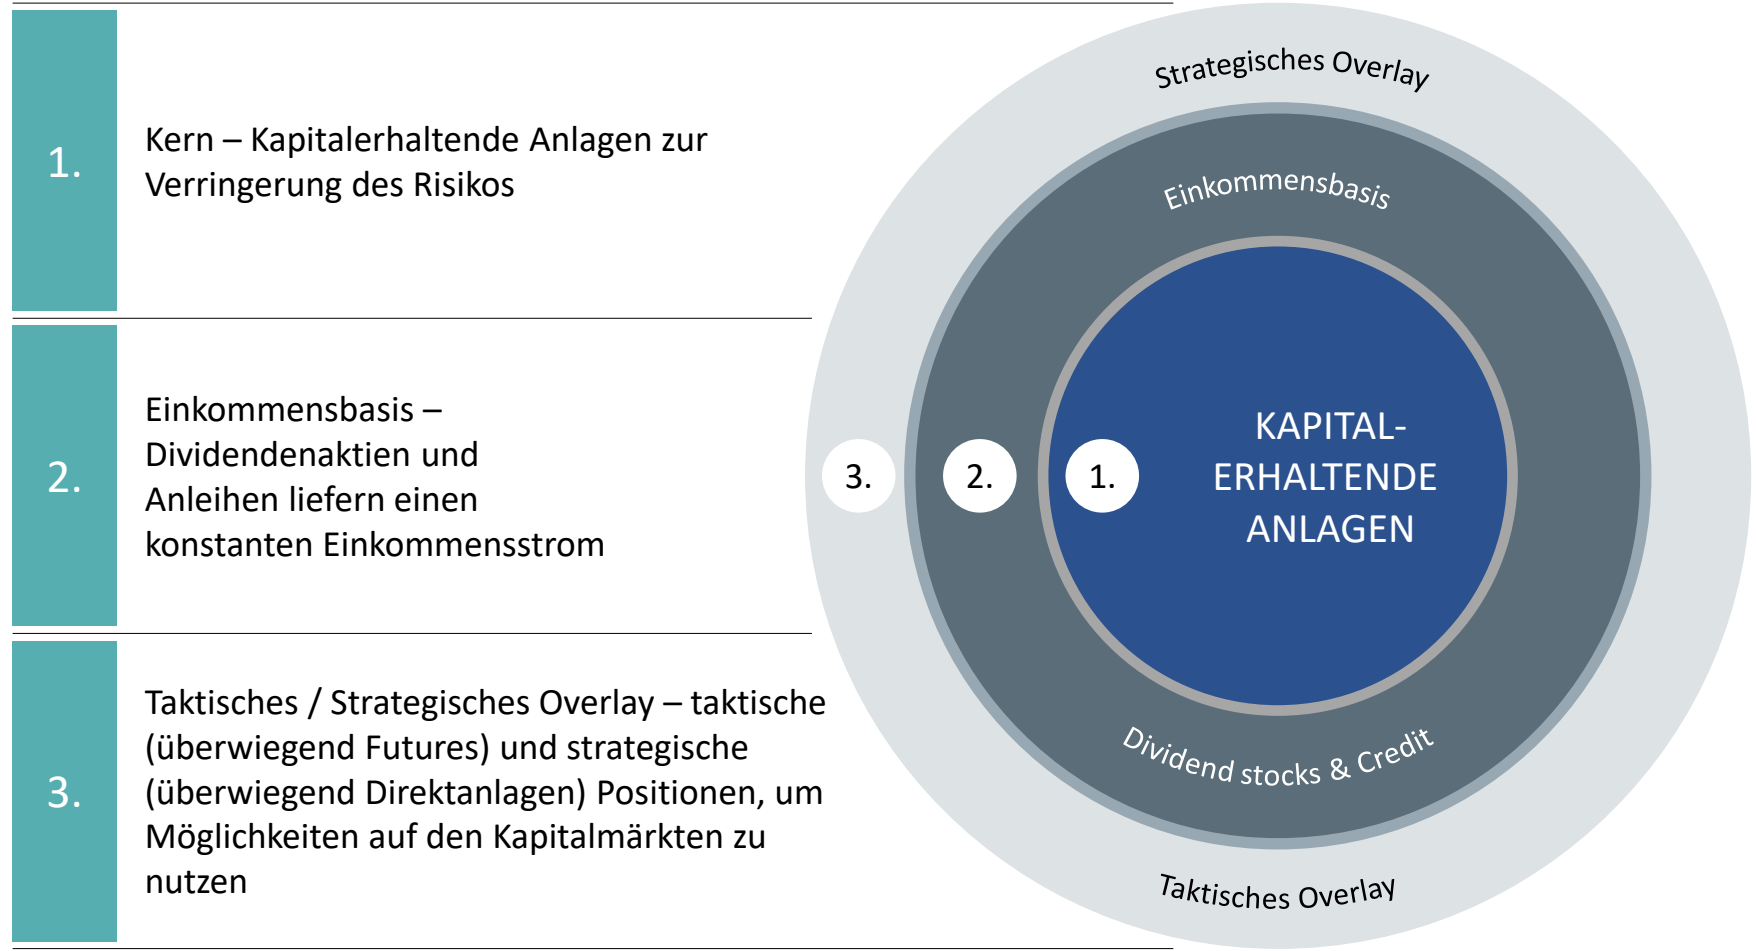 1.
Kern – Kapitalerhaltende Anlagen zur
Verringerung des Risikos
2.
Einkommensbasis –
Dividendenaktien und
Anleihen liefern einen
konstanten Einkommensstrom
3.
Taktisches / Strategisches Overlay – taktische
(überwiegend Futures) und strategische
(überwiegend Direktanlagen) Positionen, um
Möglichkeiten auf den Kapitalmärkten zu
nutzen
Strategisches Overlay
Einkommensbasis
3.
2.
1.
KAPITAL-
ERHALTENDE
ANLAGEN
Dividend stocks & Credit
Taktisches Overlay